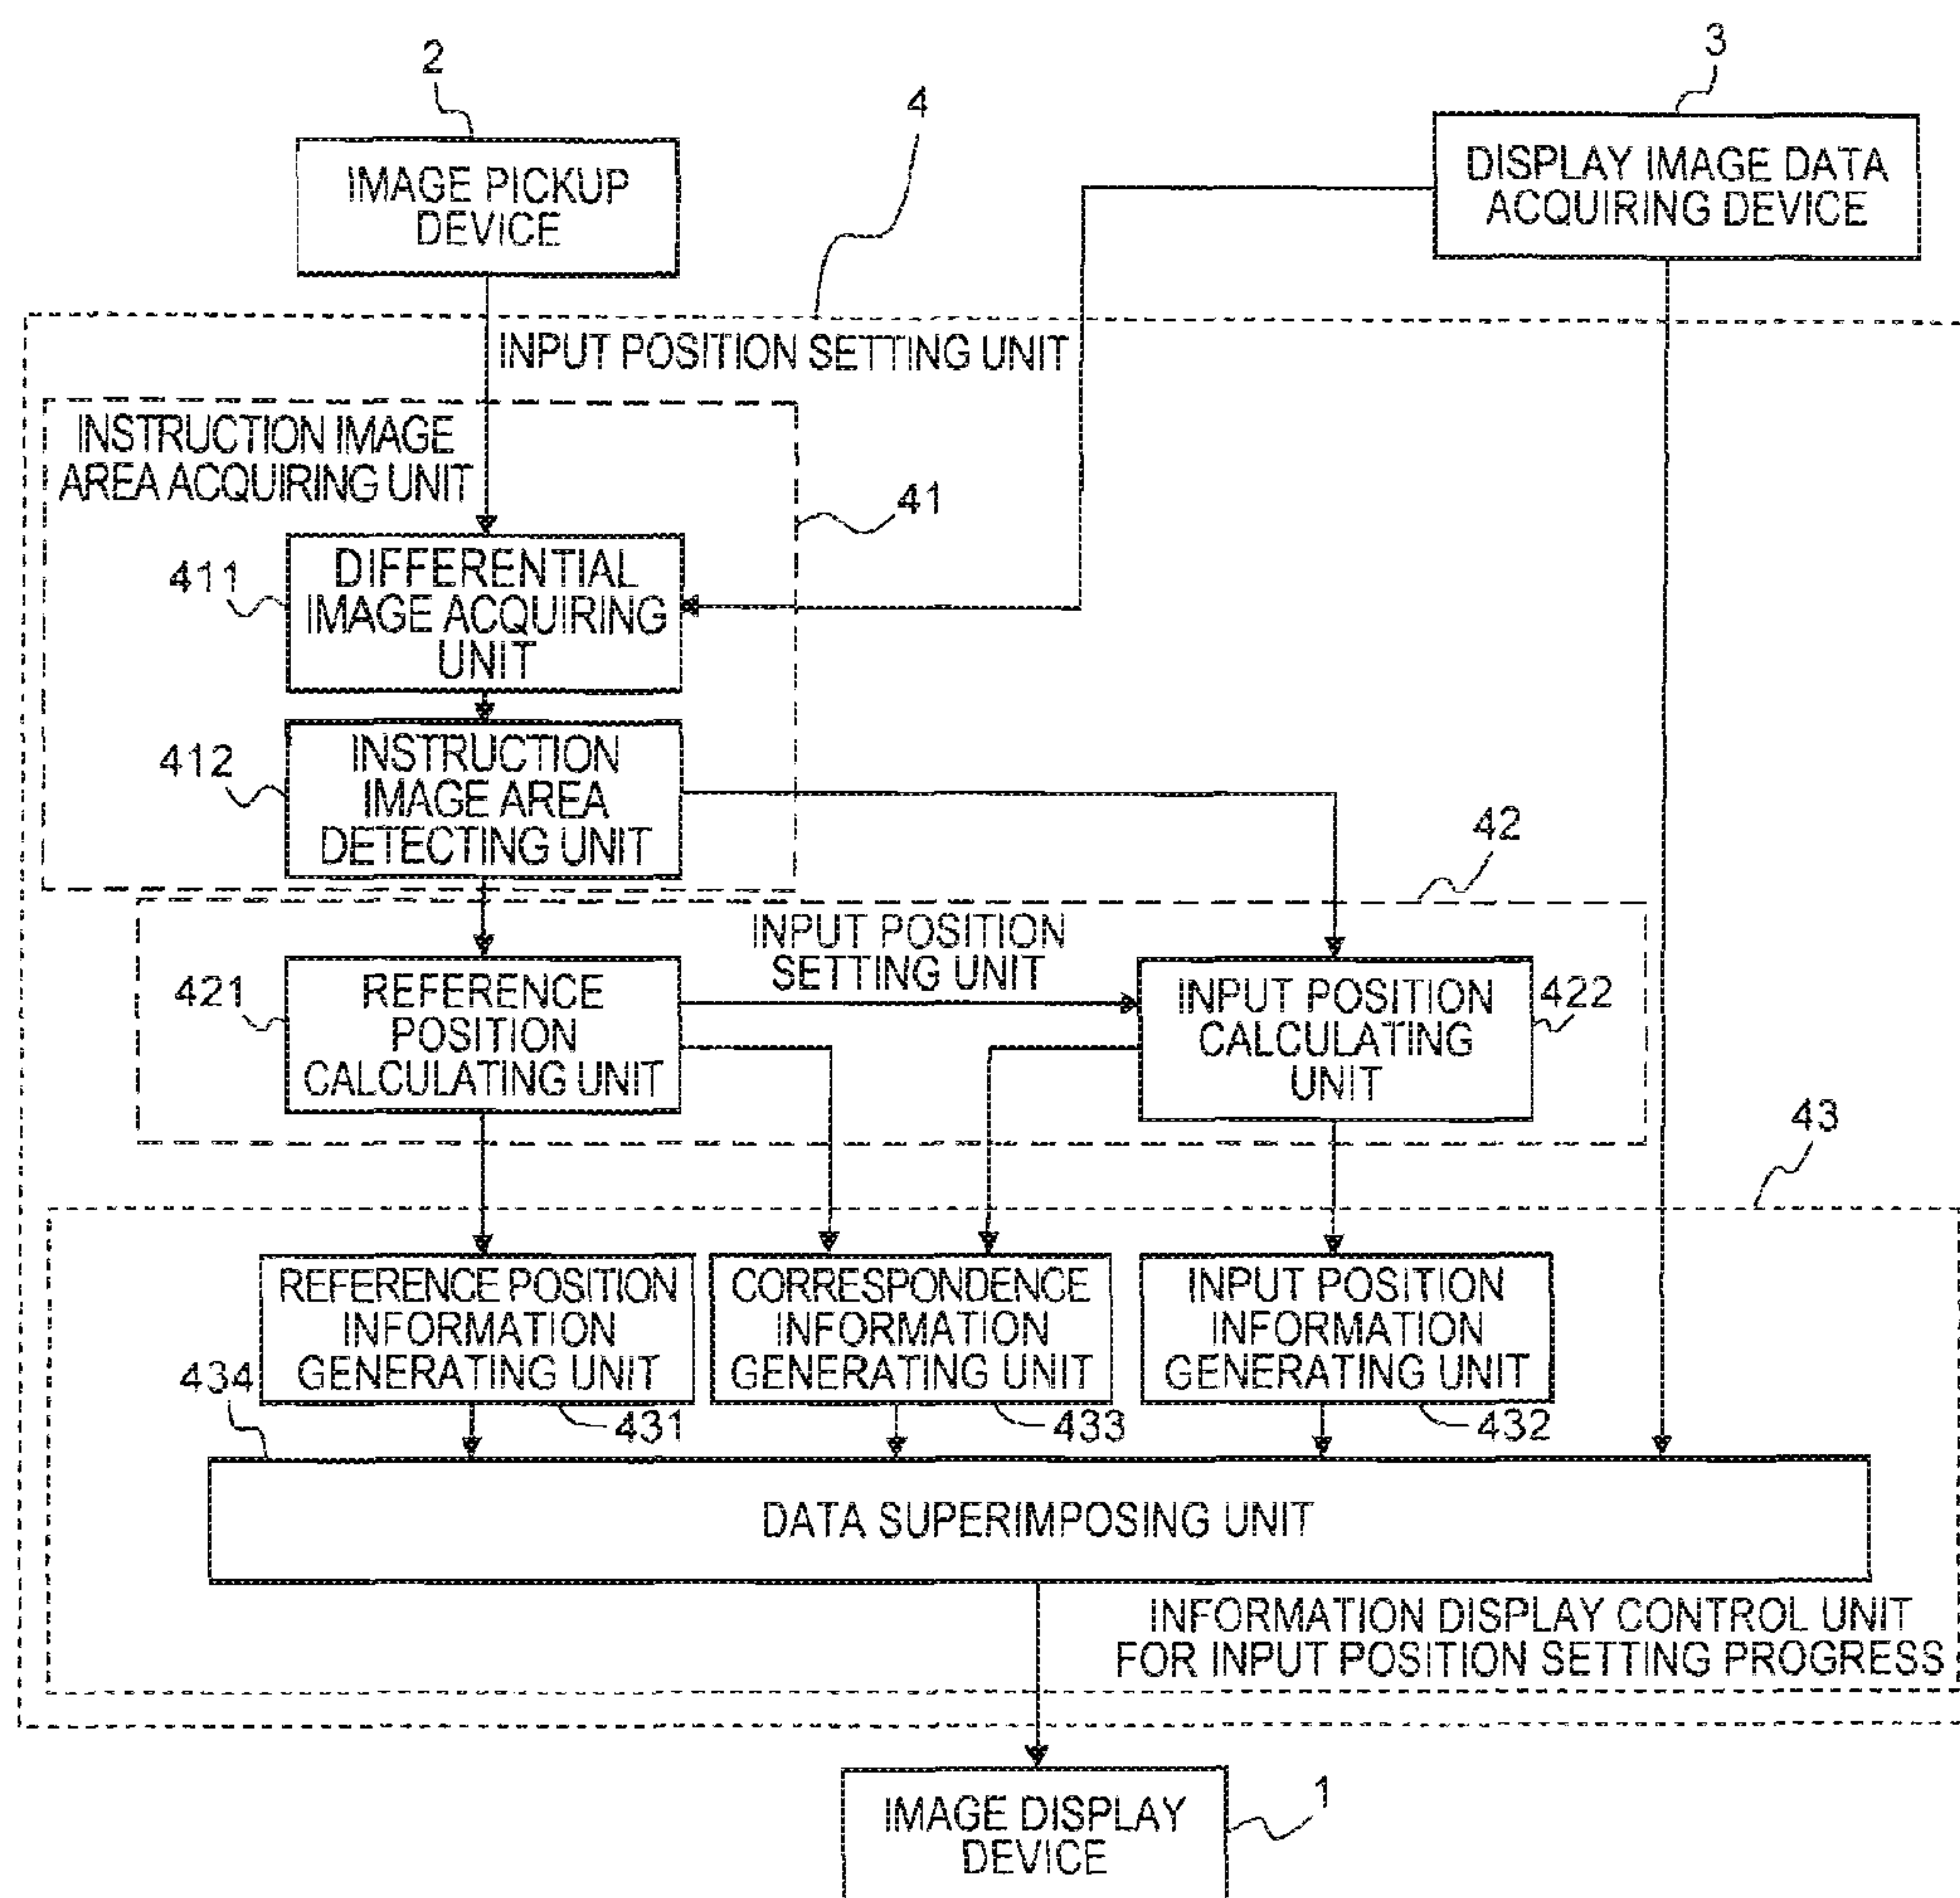 2
3
4
IMAGE PICKUP
DEVICE
DISPLAY IMAGE DATA
ACQUIRING DEVICE
INPUT POSITION SETTING UNIT
INSTRUCTION IMAGE
AREA ACQUIRING UNIT
41
411
DIFFERENTIAL
IMAGE ACQUIRING
UNIT
412
INSTRUCTION
IMAGE AREA
DETECTING UNIT
42
INPUT POSITION
SETTING UNIT
421
REFERENCE
POSITION
CALCULATING UNIT
INPUT POSITION
CALCULATING
UNIT
422
43
REFERENCE POSITION
INFORMATION
GENERATING UNIT
CORRESPONDENCE
INFORMATION
GENERATING UNIT
INPUT POSITION
INFORMATION
GENERATING UNIT
434
431
433
432
DATA SUPERIMPOSING UNIT
INFORMATION DISPLAY CONTROL UNIT
FOR INPUT POSITION SETTING PROGRESS
IMAGE DISPLAY
DEVICE
1